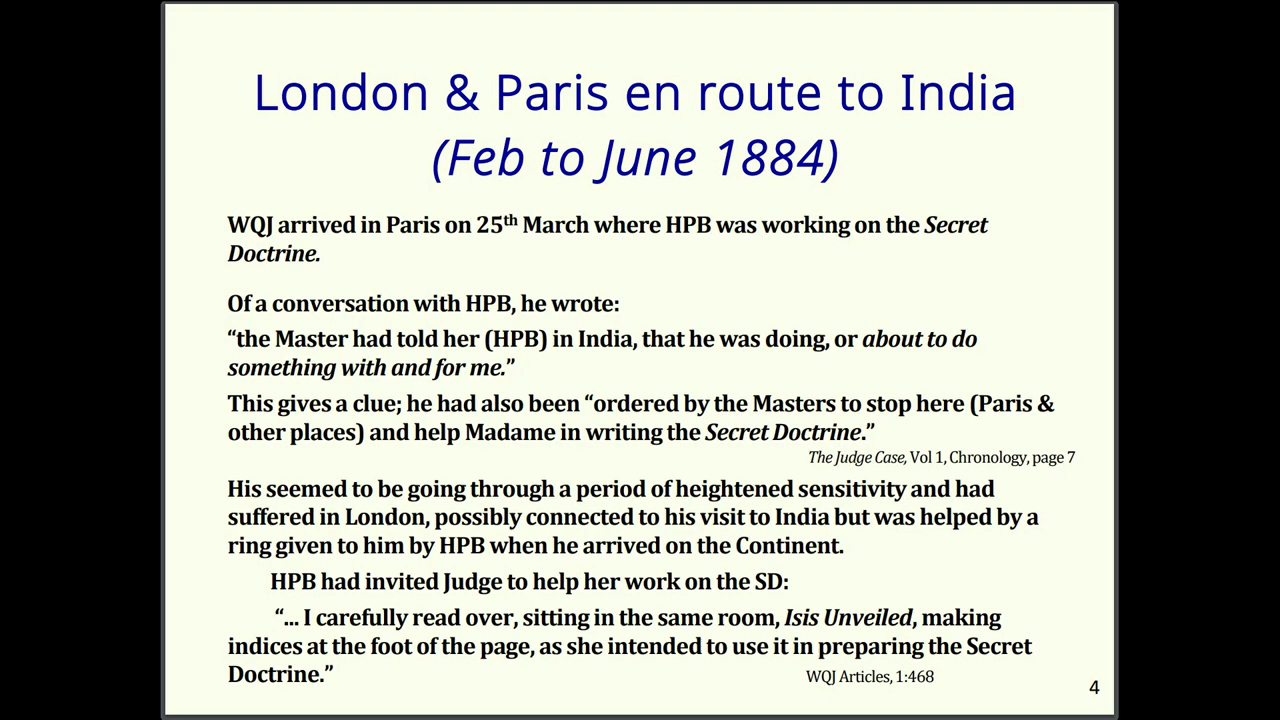 London & Paris en route to India
(Feb to June 1884)
WQJ arrived in Paris on 25th March where HPB was working on the Secret
Doctrine.
Of a conversation with HPB, he wrote:
“the Master had told her (HPB) in India, that he was doing, or about to do
something with and for me.”
This gives a clue; he had also been “ordered by the Masters to stop here (Paris &
other places) and help Madame in writing the Secret Doctrine.”
The Judge Case, Vol 1, Chronology, page 7
His seemed to be going through a period of heightened sensitivity and had
suffered in London, possibly connected to his visit to India but was helped by a
ring given to him by HPB when he arrived on the Continent.
HPB had invited Judge to help her work on the SD:
“... I carefully read over, sitting in the same room, Isis Unveiled, making
indices at the foot of the page, as she intended to use it in preparing the Secret
Doctrine.” WQJ Articles, 1:468
4